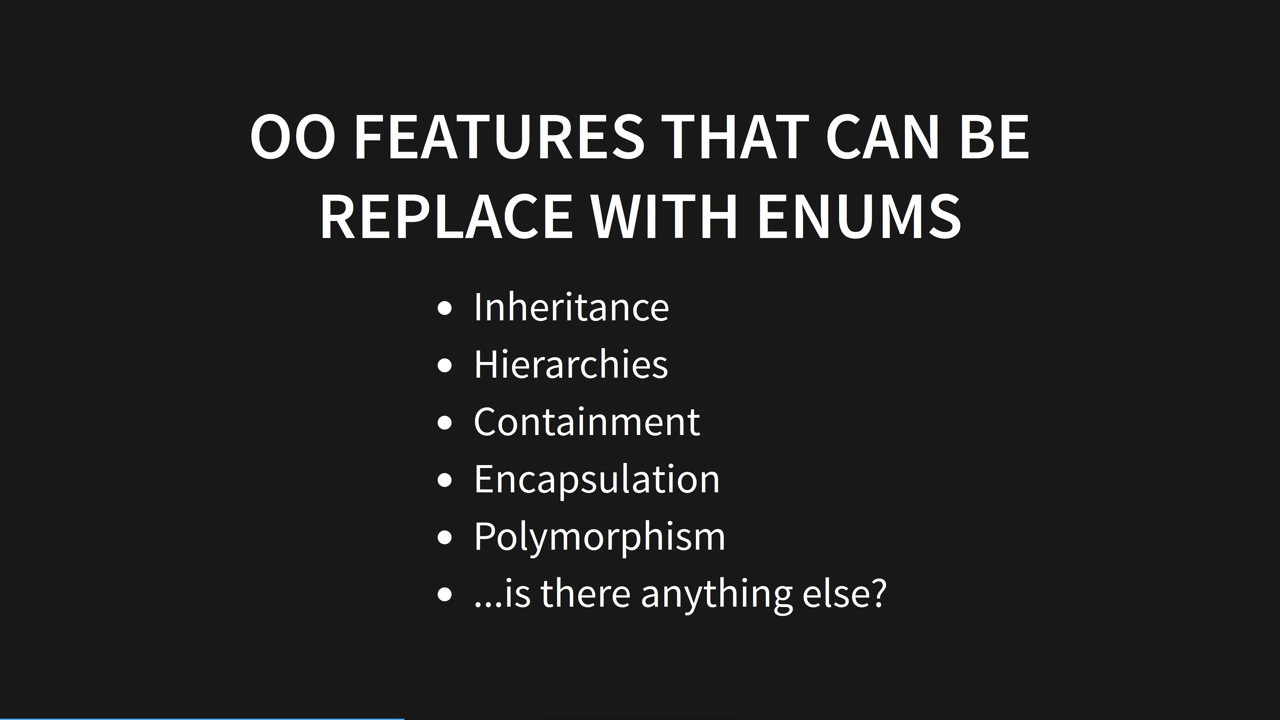 OO FEATURES THAT CAN BE
REPLACE WITH ENUMS
Inheritance
Hierarchies
Containment
Encapsulation
Polymorphism
...is there anything else?